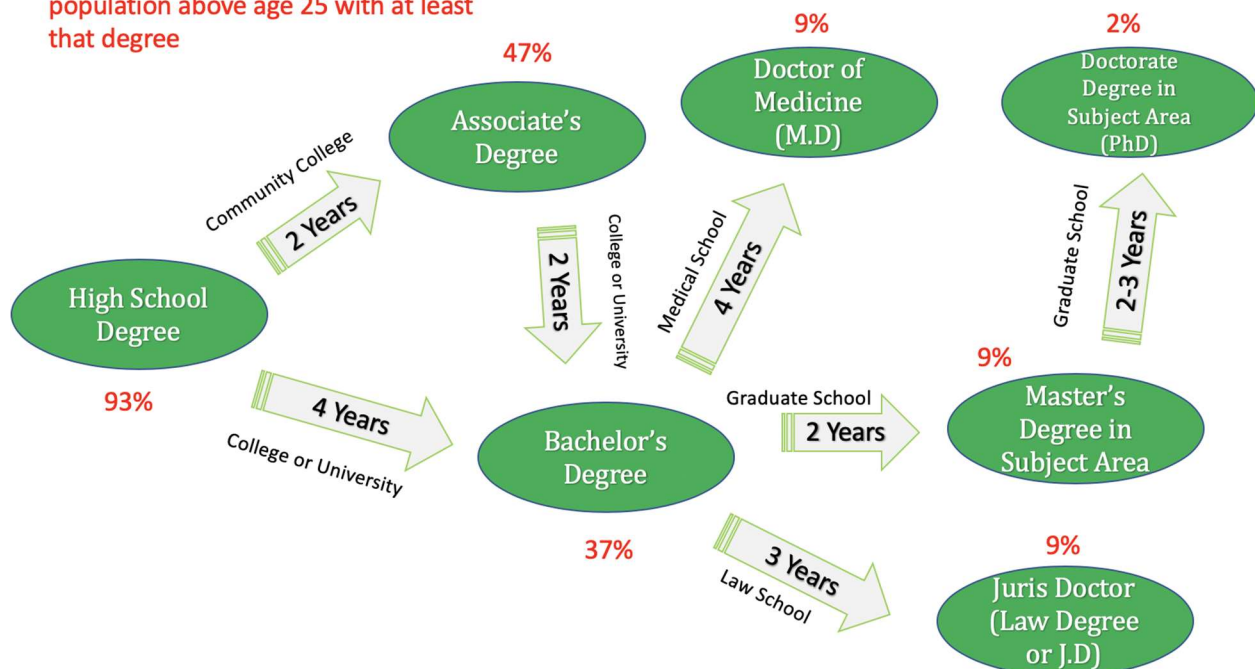 population above age 25 with at least
that degree
47%
Associate's
Degree
9%
Doctor of
Medicine
(M.D)
2%
Doctorate
Degree in
Subject Area
(PhD)
Community College
2 Years
College or University
2 Years
Medical School
4 Years
Graduate School
2-3 Years
High School
Degree
93%
4 Years
College or University
Bachelor's
Degree
37%
Graduate School
2 Years
9%
Master's
Degree in
Subject Area
3 Years
Law School
9%
Juris Doctor
(Law Degree
or J.D)